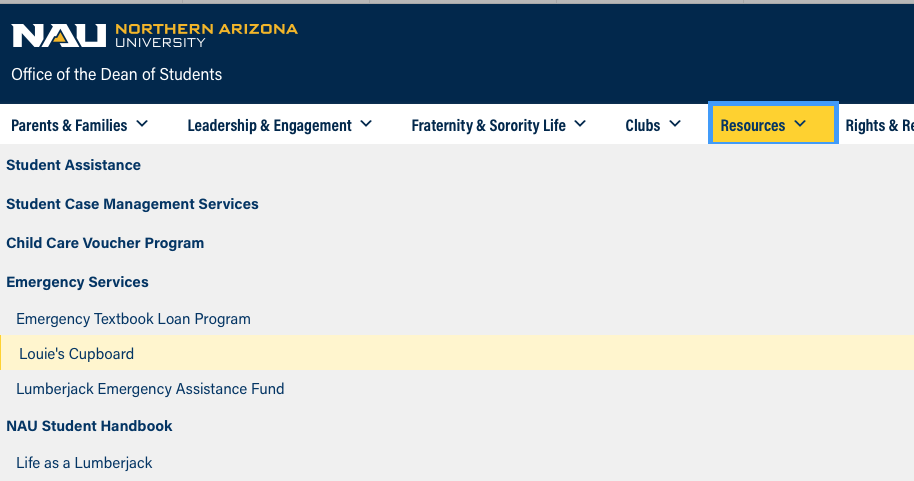 NAU NORTHERN ARIZONA
UNIVERSITY
Office of the Dean of Students
Parents & Families Leadership & Engagement Fraternity & Sorority Life Clubs Resources Rights &
Student Assistance
Student Case Management Services
Child Care Voucher Program
Emergency Services
Emergency Textbook Loan Program
Louie's Cupboard
Lumberjack Emergency Assistance Fund
NAU Student Handbook
Life as a Lumberjack